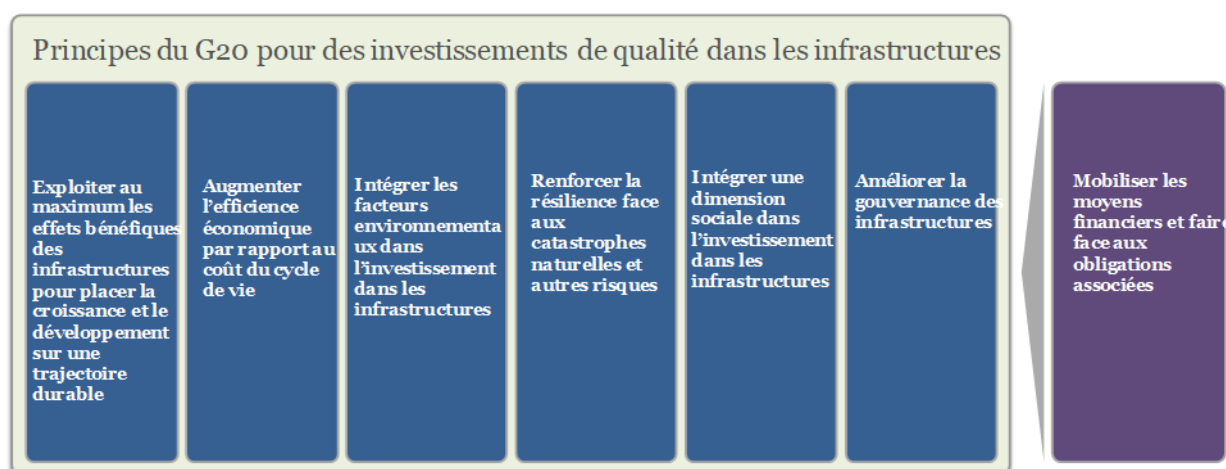 Principes du G20 pour des investissements de qualité dans les infrastructures
Exploiter au
maximum les
effets bénéfiques
des
infrastructures
pour placer la
croissance et le
développement
sur une
trajectoire
durable
Augmenter
l'efficience
économique
par rapport au
coût du cycle
de vie
Intégrer les
facteurs
environnementa
ux dans
l'investissement
dans les
infrastructures
Renforcer la
résilience face
aux
catastrophes
naturelles et
autres risques
Intégrer une
dimension
sociale dans
l'investissement
dans les
infrastructures
Améliorer la
gouvernance des
infrastructures
Mobiliser les
moyens
financiers et faire
face aux
obligations
associées